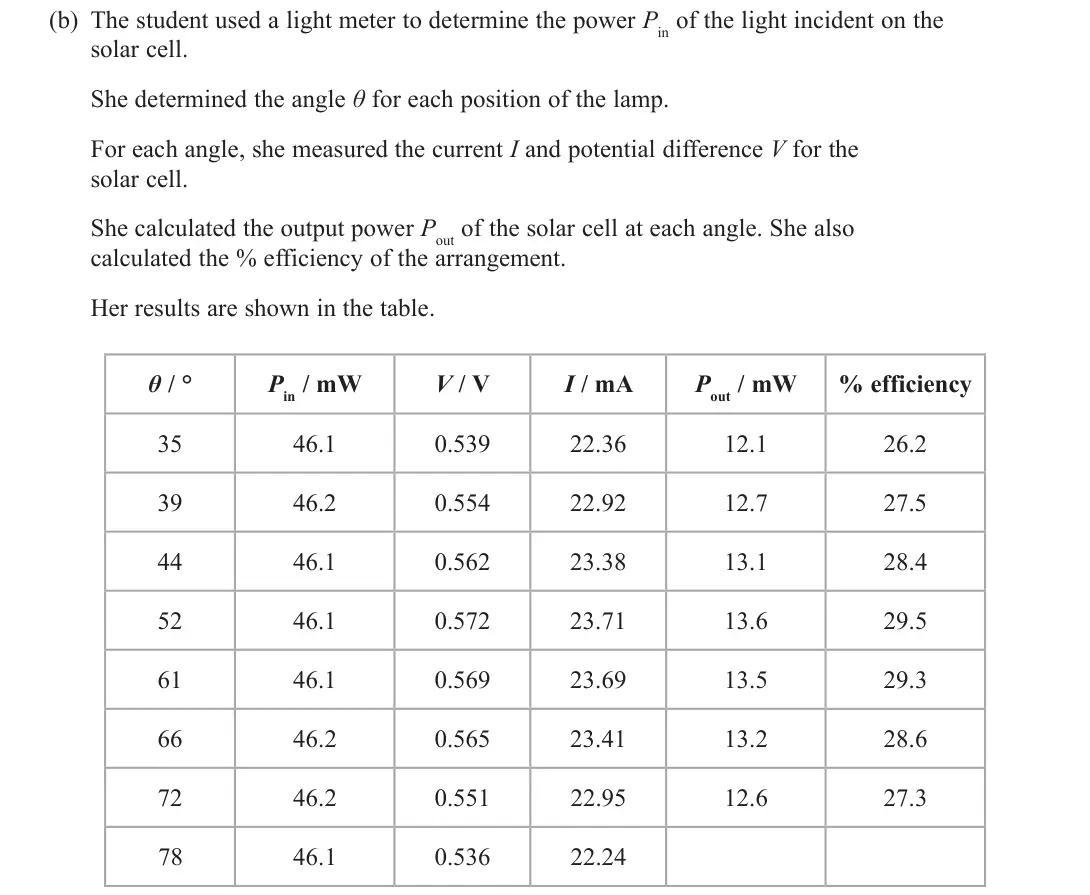 (b) The student used a light meter to determine the power P_in of the light incident on the
solar cell.
She determined the angle θ for each position of the lamp.
For each angle, she measured the current I and potential difference V for the
solar cell.
She calculated the output power P_out of the solar cell at each angle. She also
calculated the % efficiency of the arrangement.
Her results are shown in the table.
θ / ° P_in / mW V / V I / mA P_out / mW % efficiency
35 46.1 0.539 22.36 12.1 26.2
39 46.2 0.554 22.92 12.7 27.5
44 46.1 0.562 23.38 13.1 28.4
52 46.1 0.572 23.71 13.6 29.5
61 46.1 0.569 23.69 13.5 29.3
66 46.2 0.565 23.41 13.2 28.6
72 46.2 0.551 22.95 12.6 27.3
78 46.1 0.536 22.24